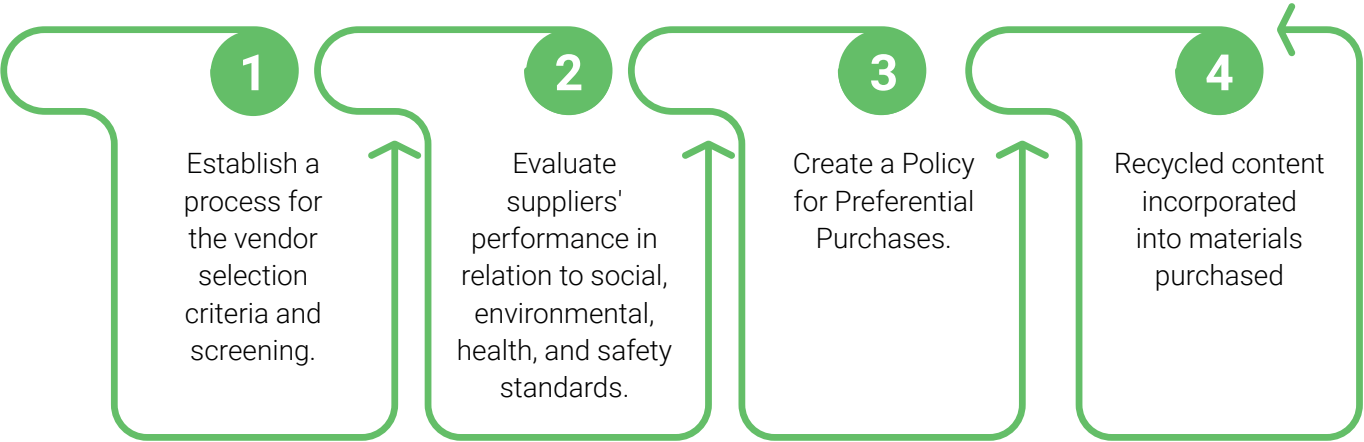 1
Establish a
process for
the vendor
selection
criteria and
screening.
2
Evaluate
suppliers'
performance in
relation to social,
environmental,
health, and safety
standards.
3
Create a Policy
for Preferential
Purchases.
4
Recycled content
incorporated
into materials
purchased